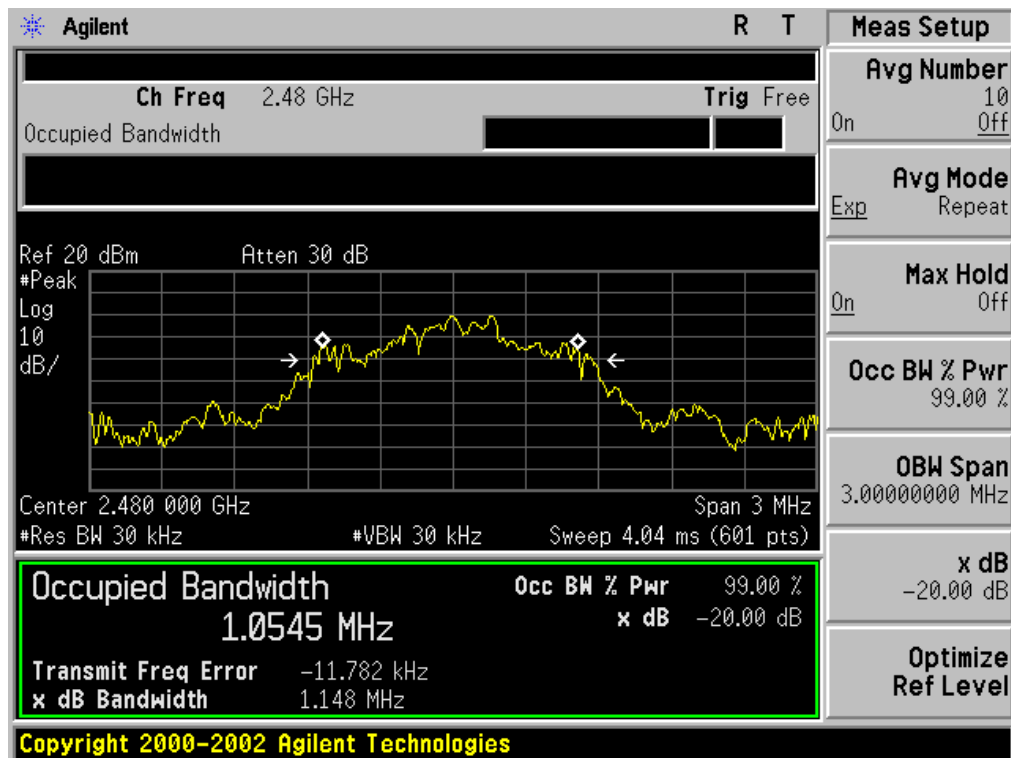 Agilent R T
Ch Freq 2.48 GHz Trig Free
Occupied Bandwidth
Ref 20 dBm Atten 30 dB
#Peak
Log
10
dB/
Center 2.480 000 GHz Span 3 MHz
#Res BW 30 kHz #VBW 30 kHz Sweep 4.04 ms (601 pts)
Occupied Bandwidth Occ BW % Pwr 99.00 %
1.0545 MHz x dB -20.00 dB
Transmit Freq Error -11.782 kHz
x dB Bandwidth 1.148 MHz
Copyright 2000-2002 Agilent Technologies
Meas Setup
Avg Number
10
On Off
Avg Mode
Exp Repeat
Max Hold
On Off
Occ BW % Pwr
99.00 %
OBW Span
3.00000000 MHz
x dB
-20.00 dB
Optimize
Ref Level